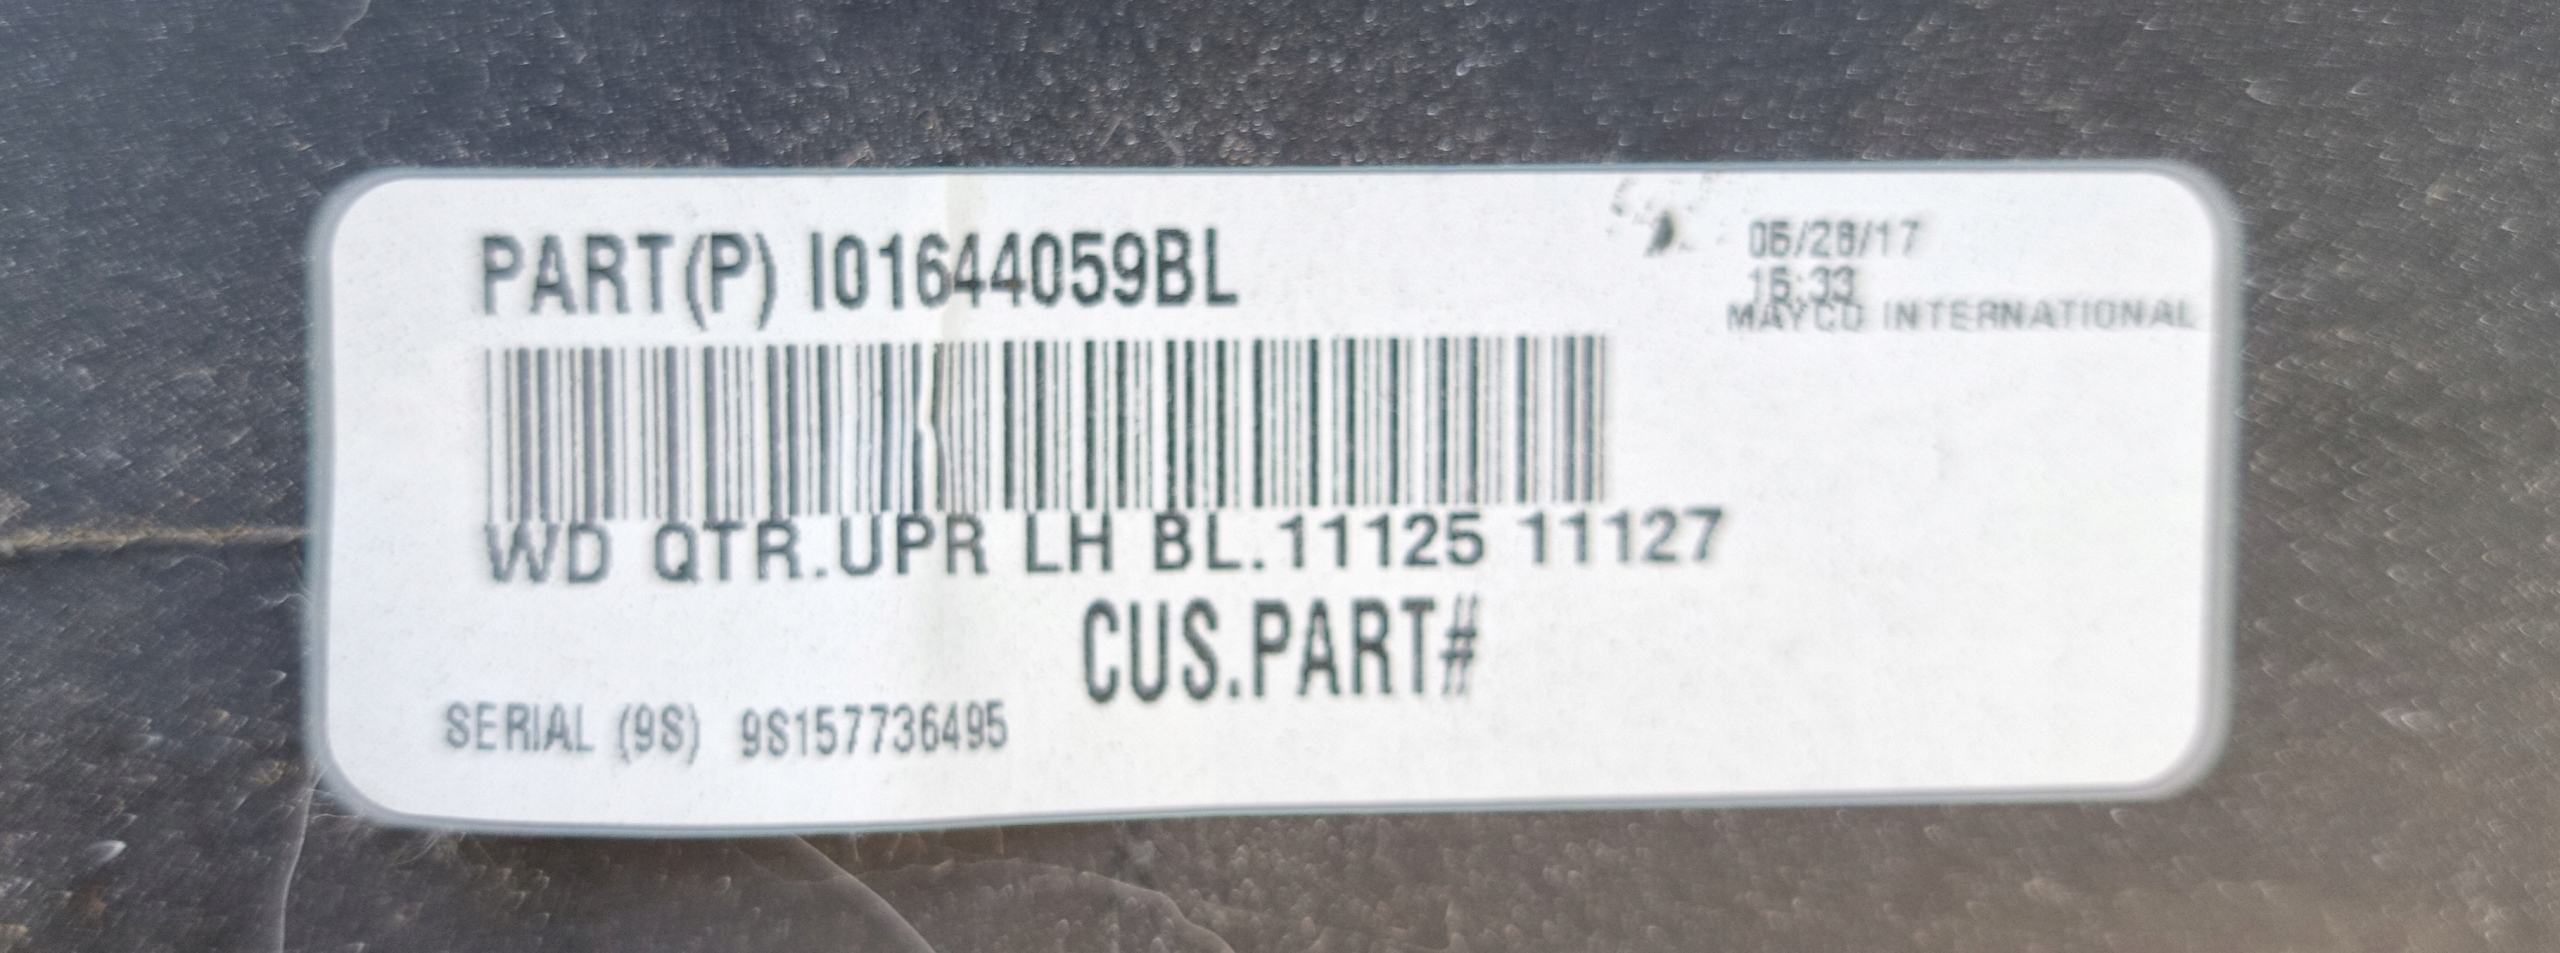 PART(P) I01644059BL
06/28/17
15:33
MAYCO INTERNATIONAL
WD QTR.UPR LH BL.11125 11127
CUS.PART#
SERIAL (9S) 9S157736495